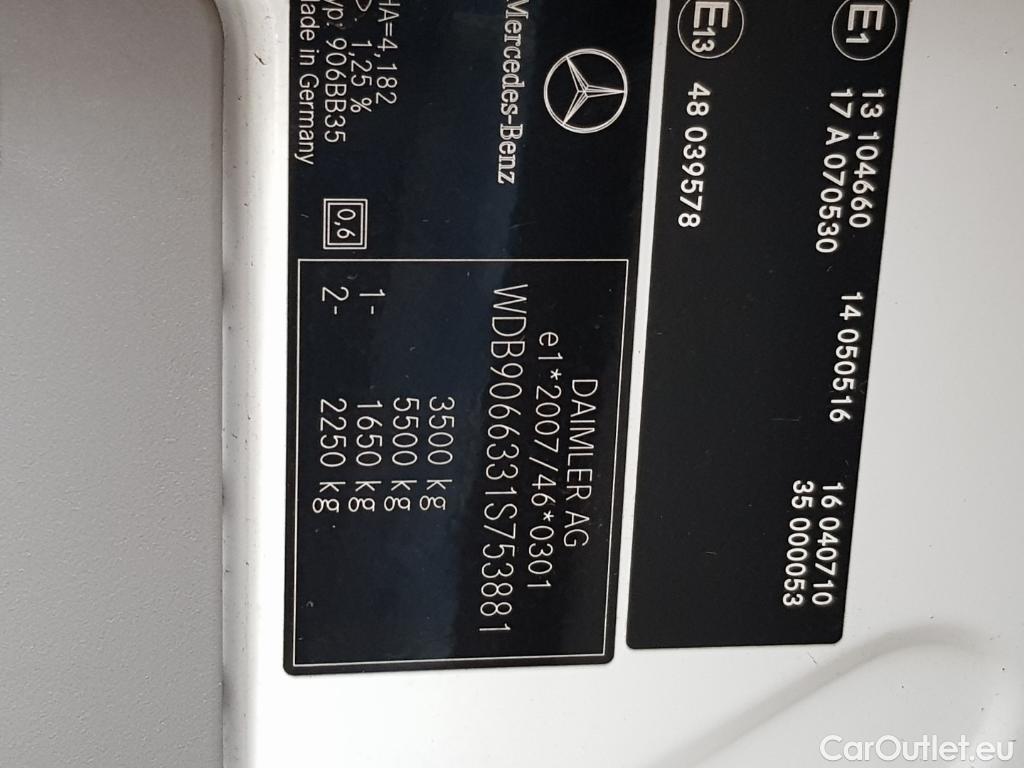 E1 13 104660 14 050516 16 040710
17 A 070530 35 000053
E13 48 039578
Mercedes-Benz
HA=4,182
1,25 %
906BB35
Made in Germany
0,6
DAIMLER AG
e1*2007/46*0301
WDB9066331S753881
3500 kg
5500 kg
1- 1650 kg
2- 2250 kg
CarOutlet.eu